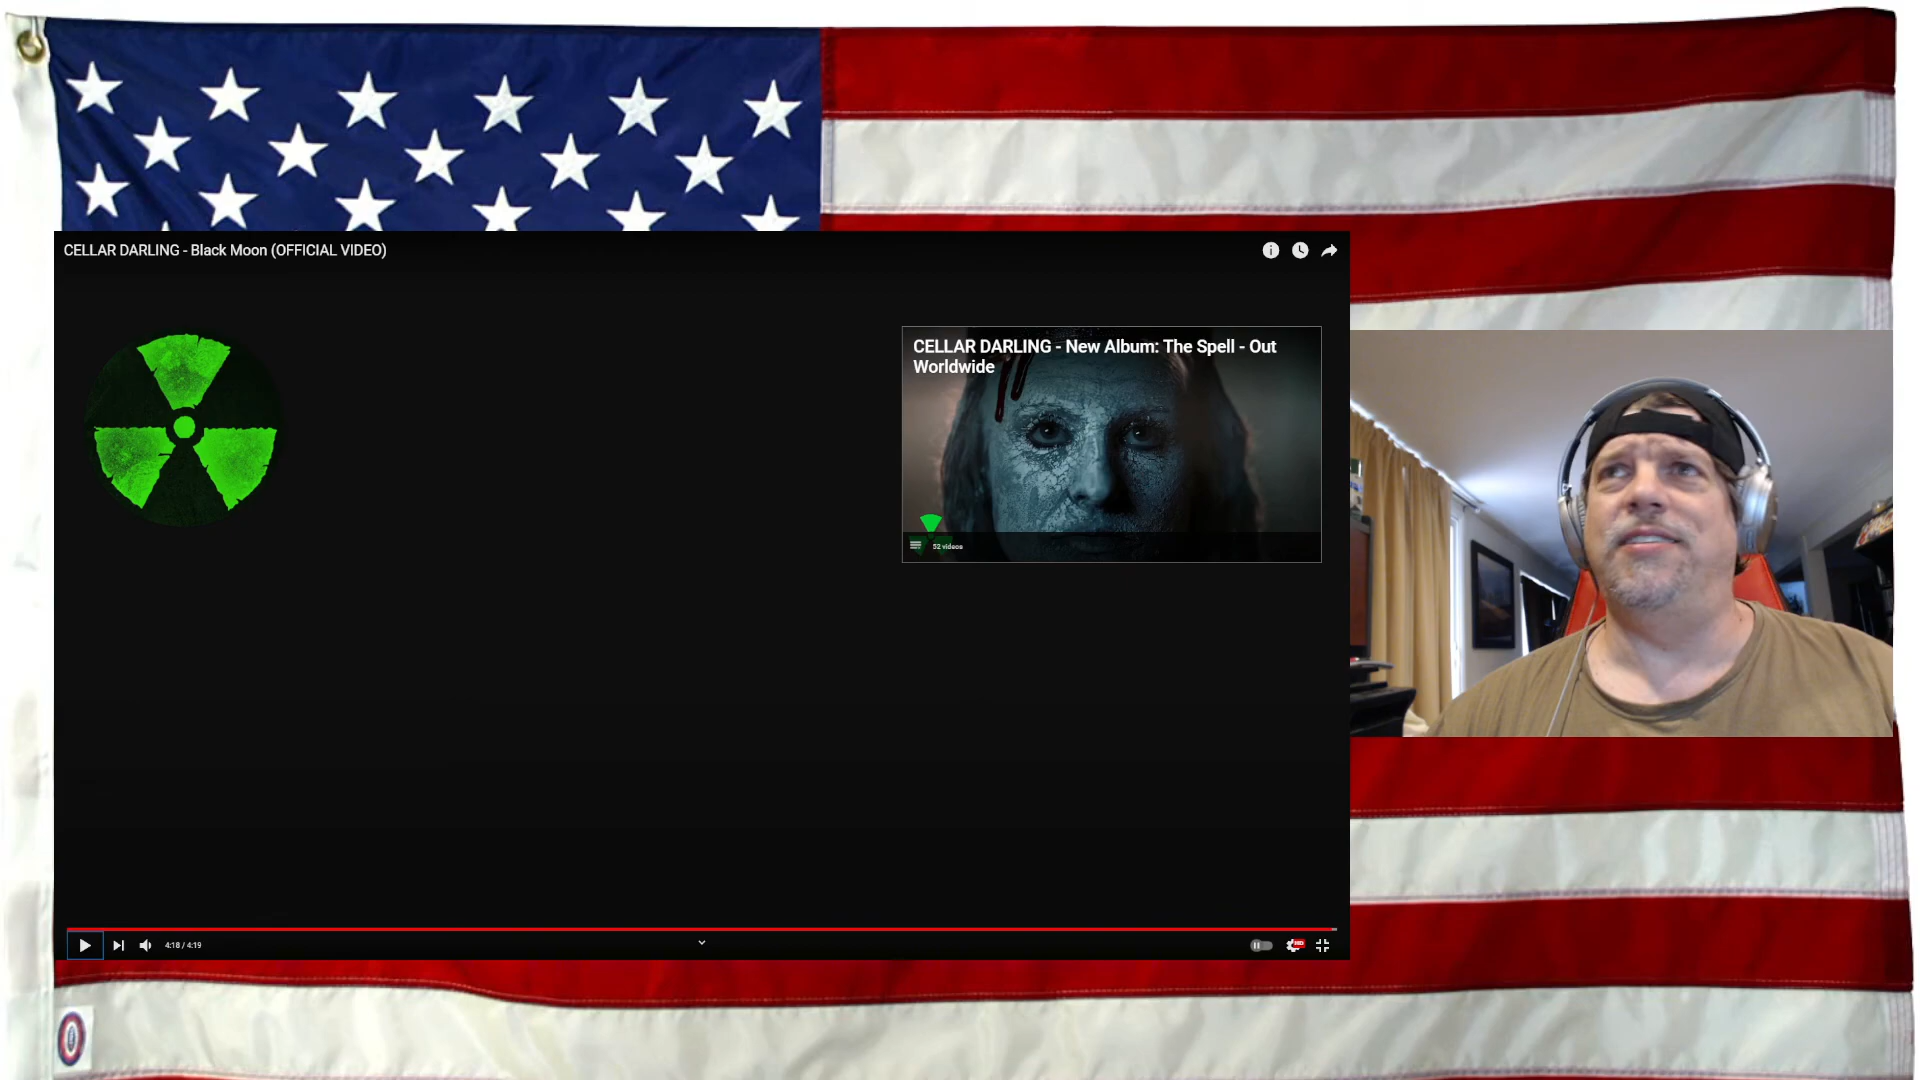 CELLAR DARLING - Black Moon (OFFICIAL VIDEO)
CELLAR DARLING - New Album: The Spell - Out
Worldwide
52 videos
4:18 / 4:19
HD